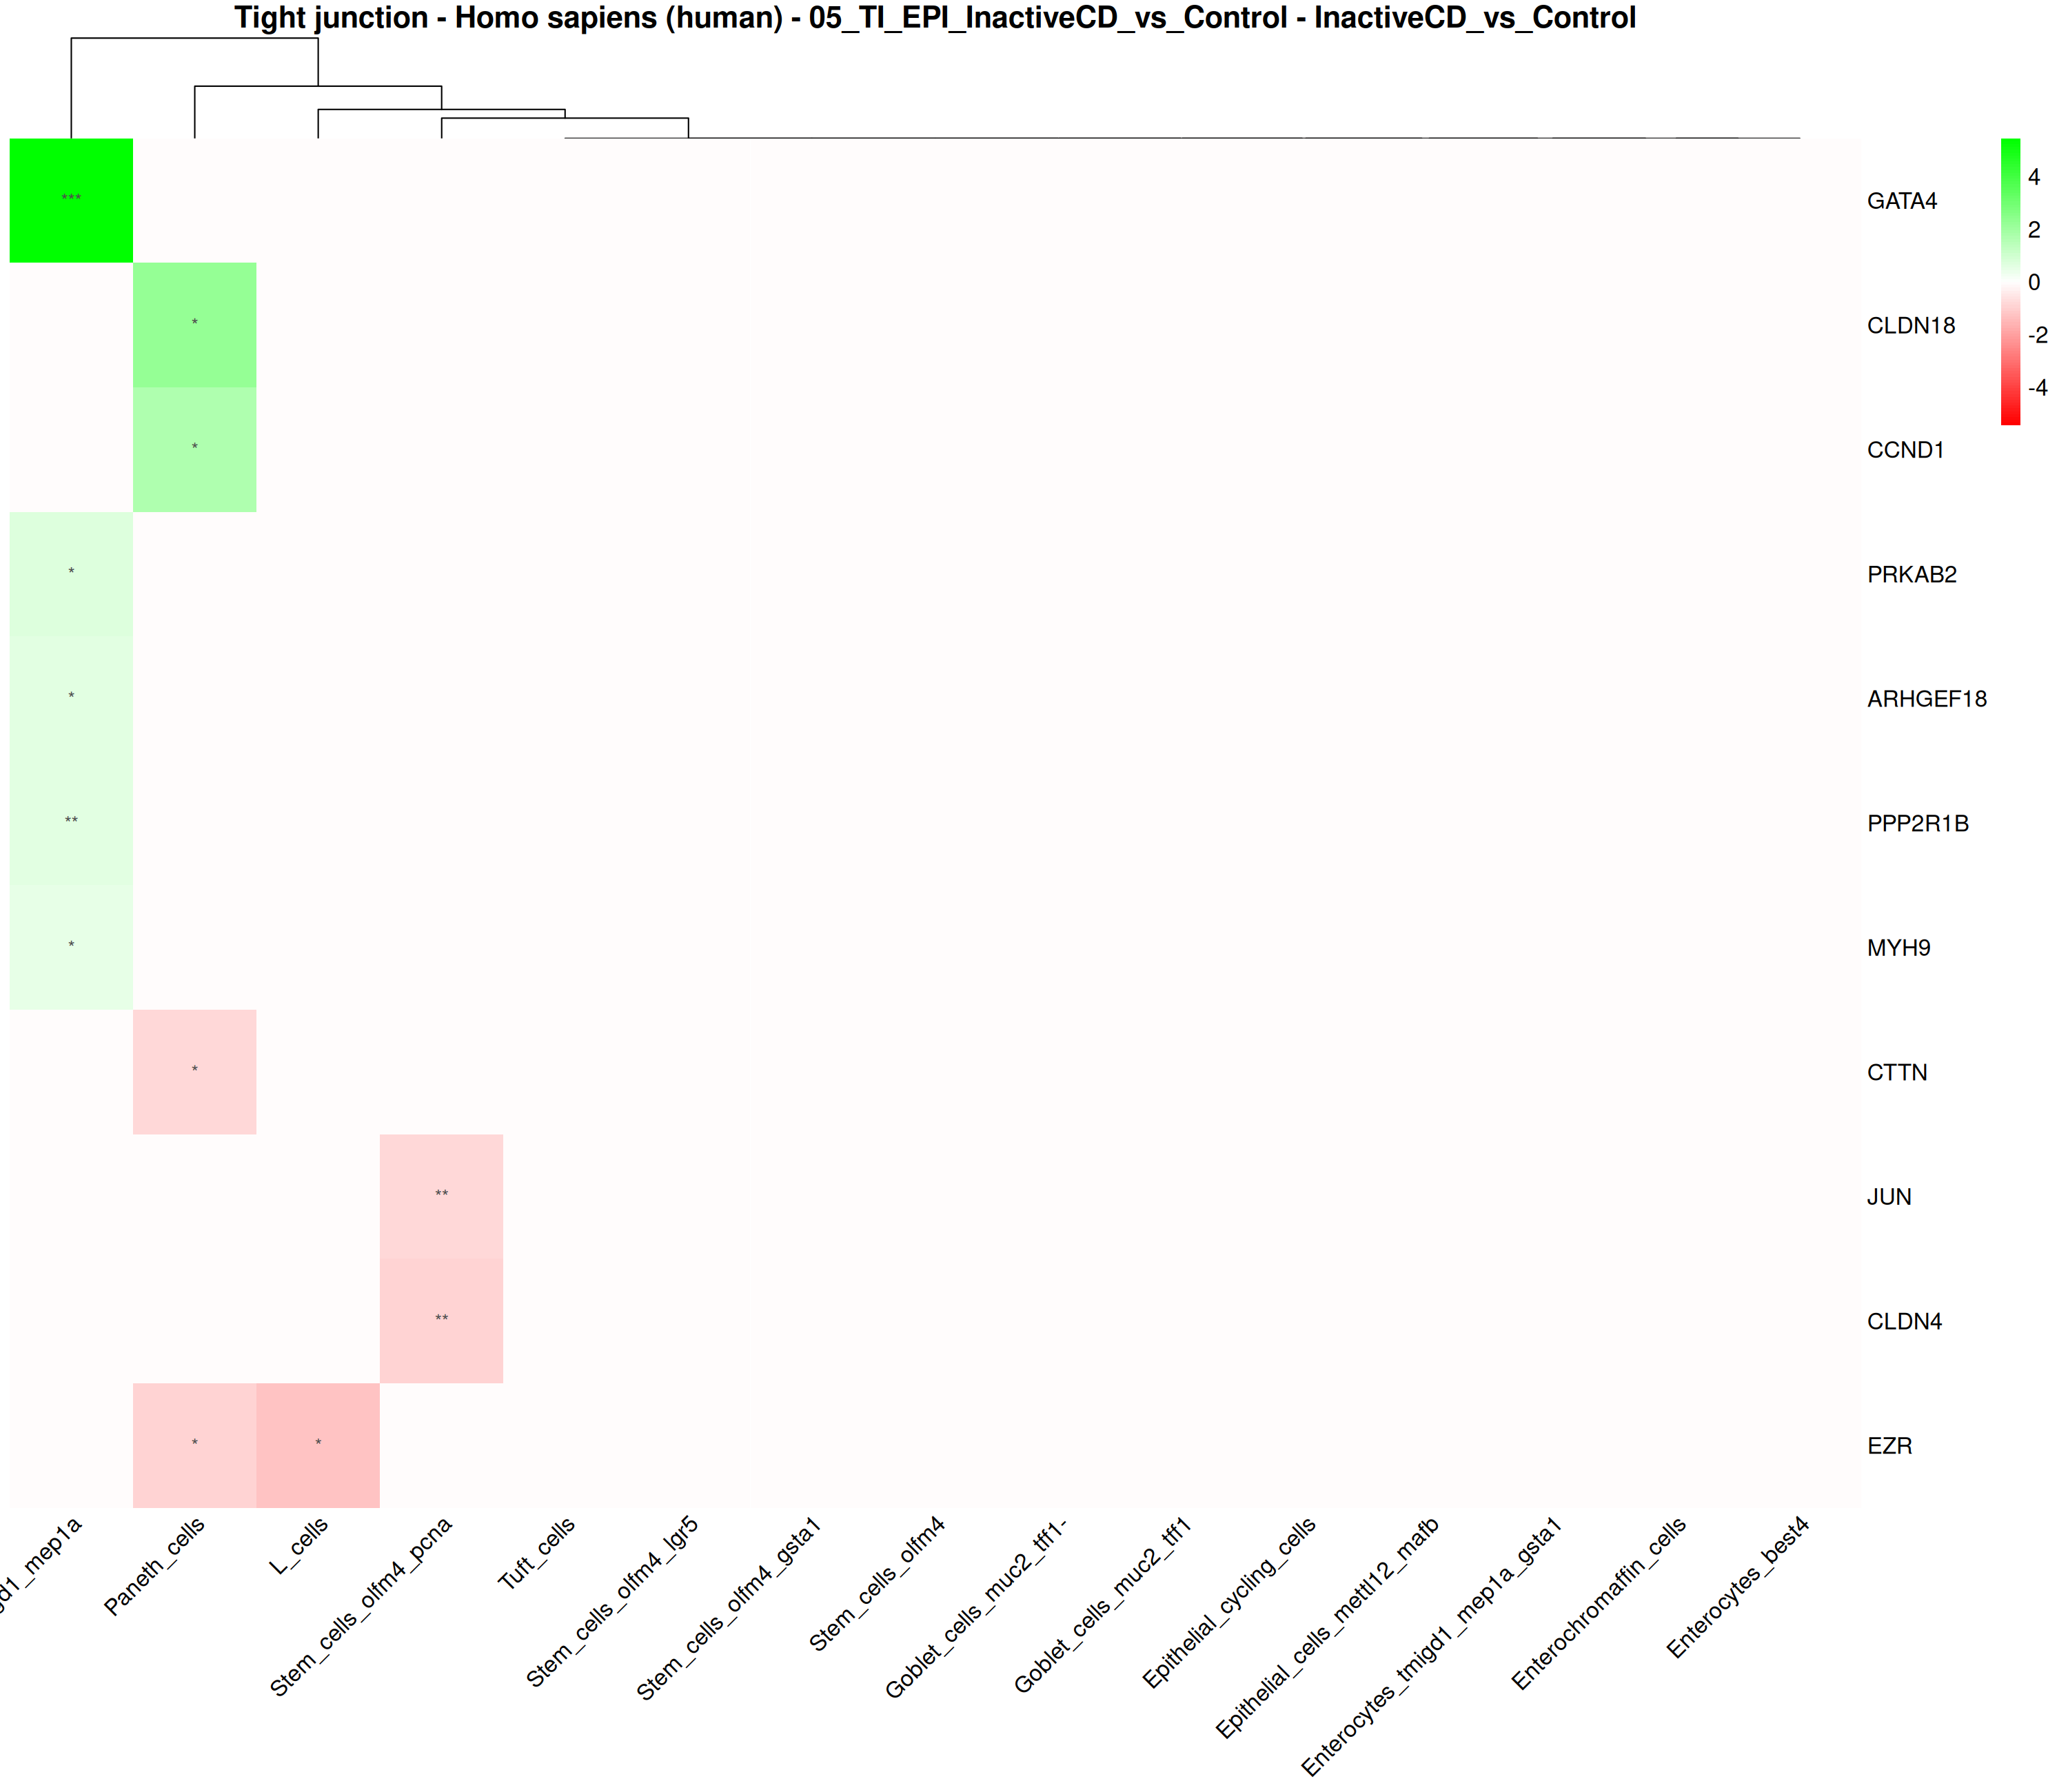 Tight junction - Homo sapiens (human) - 05_TI_EPI_InactiveCD_vs_Control - InactiveCD_vs_Control
***
GATA4
4
2
0
-2
-4
*
CLDN18
*
CCND1
*
PRKAB2
*
ARHGEF18
**
PPP2R1B
*
MYH9
*
CTTN
**
JUN
**
CLDN4
*
*
EZR
gd1_mep1a
Paneth_cells
L_cells
Stem_cells_olfm4_pcna
Tuft_cells
Stem_cells_olfm4_lgr5
Stem_cells_olfm4_gsta1
Stem_cells_olfm4
Goblet_cells_muc2_tff1-
Goblet_cells_muc2_tff1
Epithelial_cycling_cells
Epithelial_cells_mettl12_mafb
Enterocytes_tmigd1_mep1a_gsta1
Enterochromaffin_cells
Enterocytes_best4